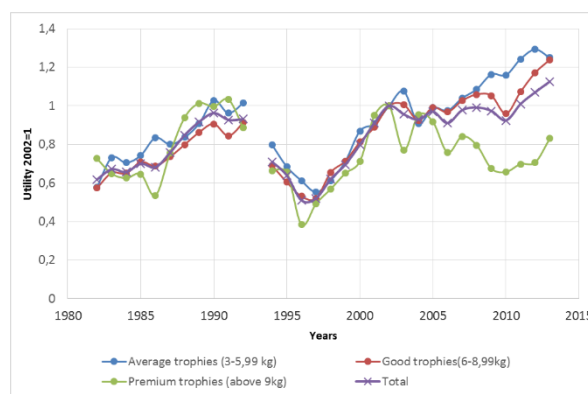 1,4
1,2
1
0,8
0,6
0,4
0,2
0
Utility 2002=1
1980 1985 1990 1995 2000 2005 2010 2015
Years
Average trophies (3-5,99 kg) Good trophies(6-8,99kg)
Premium trophies (above 9kg) Total